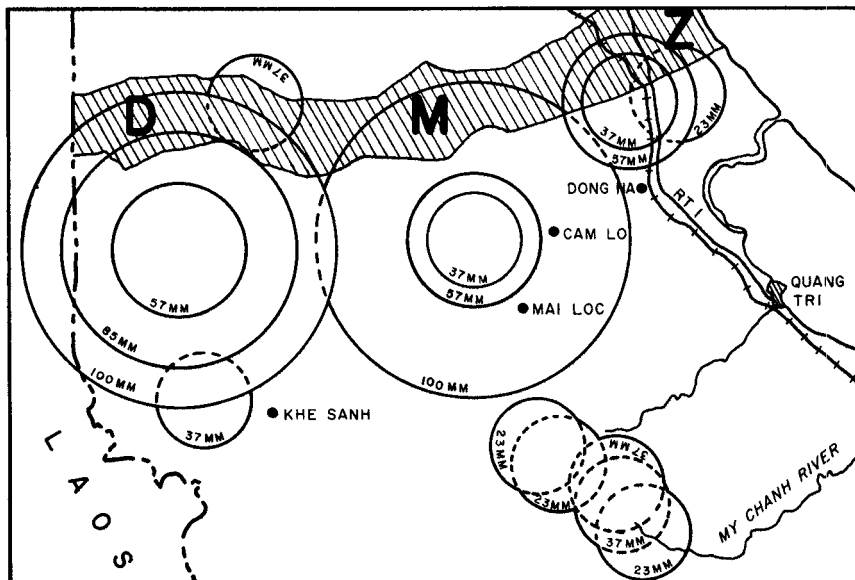 Z
37MM
D
M
23MM
37MM
57MM
DONG HA
RT 1
CAM LO
QUANG
TRI
37MM
57MM
57MM
MAI LOC
85MM
100MM
100MM
37MM
KHE SANH
LAOS
23MM
37MM
23MM
37MM
23MM
MY CHANH RIVER